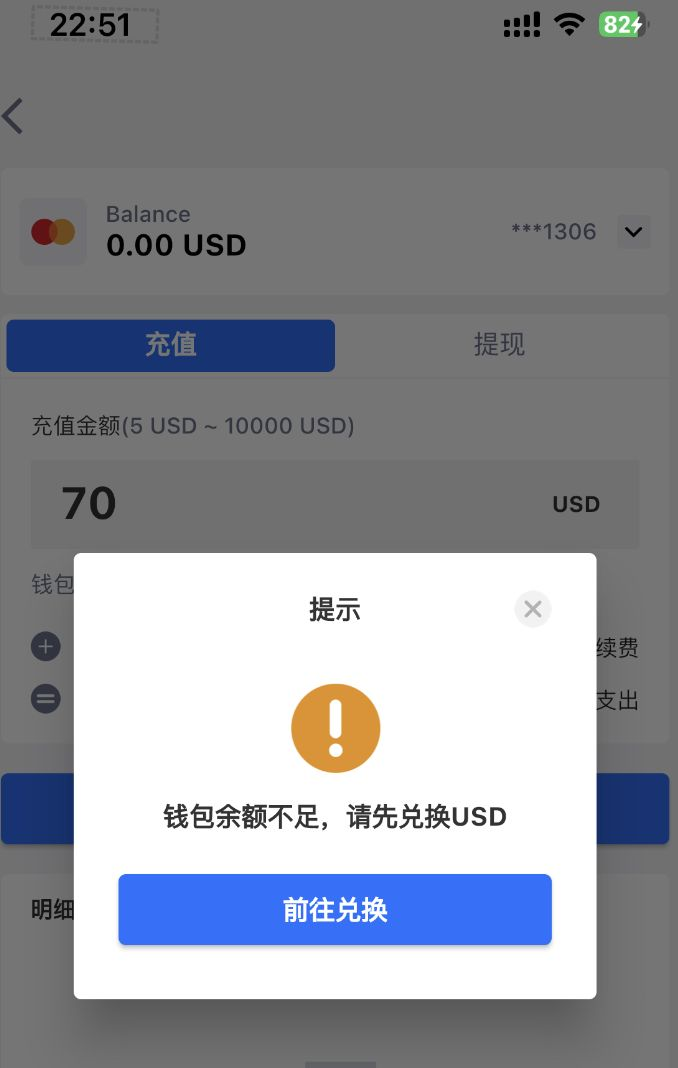 22:51
82
Balance
0.00 USD
***1306
充值
提现
充值金额(5 USD ~ 10000 USD)
70
USD
钱包
提示
续费
支出
钱包余额不足，请先兑换USD
前往兑换
明细